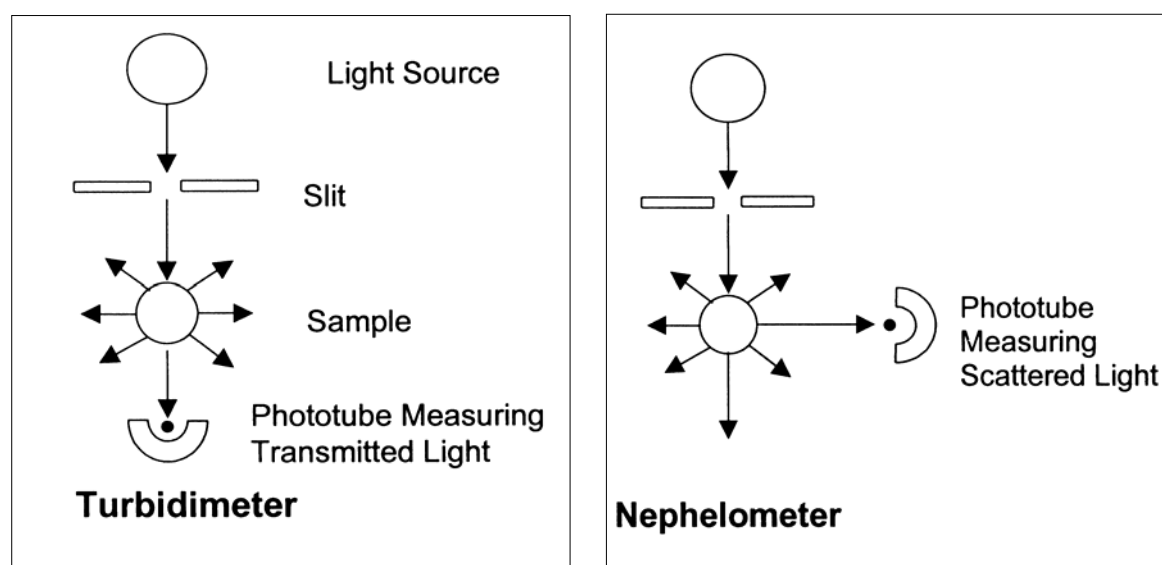 Light Source
Slit
Sample
Phototube Measuring
Transmitted Light
Turbidimeter
Phototube
Measuring
Scattered Light
Nephelometer